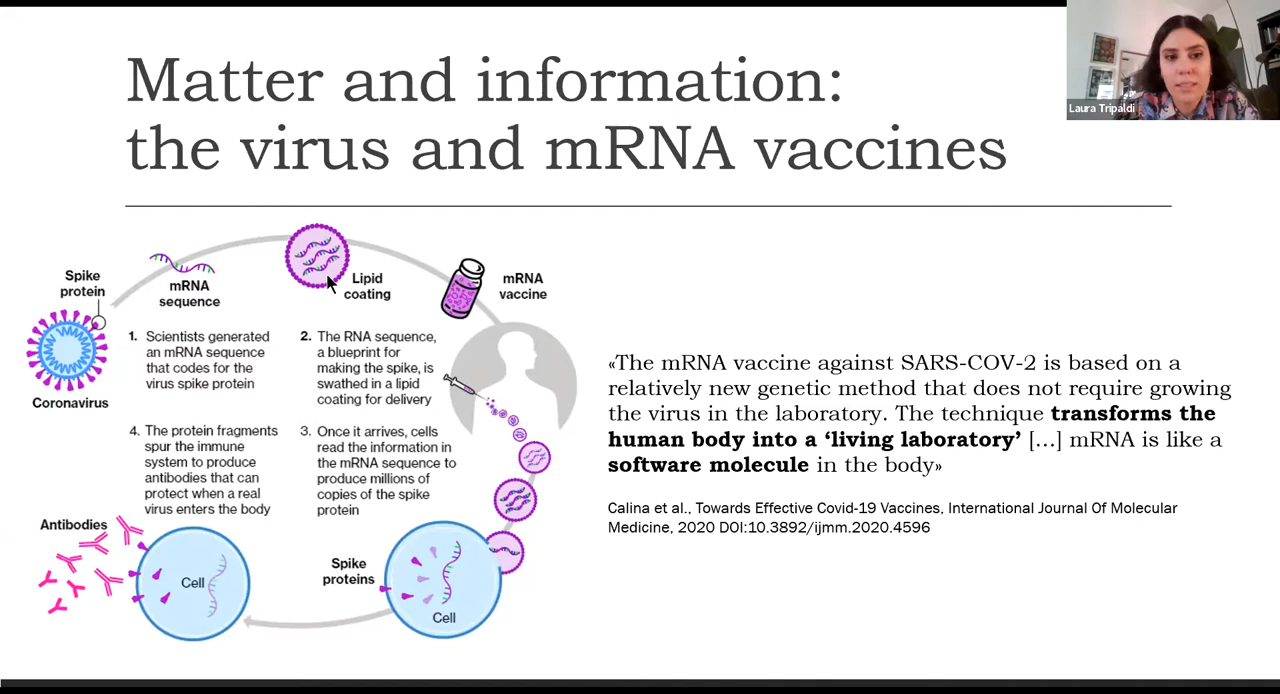 Matter and information:
the virus and mRNA vaccines
Laura Tripaldi
Spike
protein
mRNA
sequence
Lipid
coating
mRNA
vaccine
Coronavirus
1. Scientists generated
an mRNA sequence
that codes for the
virus spike protein
2. The RNA sequence,
a blueprint for
making the spike, is
swathed in a lipid
coating for delivery
4. The protein fragments
spur the immune
system to produce
antibodies that can
protect when a real
virus enters the body
3. Once it arrives, cells
read the information in
the mRNA sequence to
produce millions of
copies of the spike
protein
Antibodies
Cell
Spike
proteins
Cell
«The mRNA vaccine against SARS-COV-2 is based on a
relatively new genetic method that does not require growing
the virus in the laboratory. The technique transforms the
human body into a ‘living laboratory’ [...] mRNA is like a
software molecule in the body»
Calina et al., Towards Effective Covid-19 Vaccines, International Journal Of Molecular
Medicine, 2020 DOI:10.3892/ijmm.2020.4596